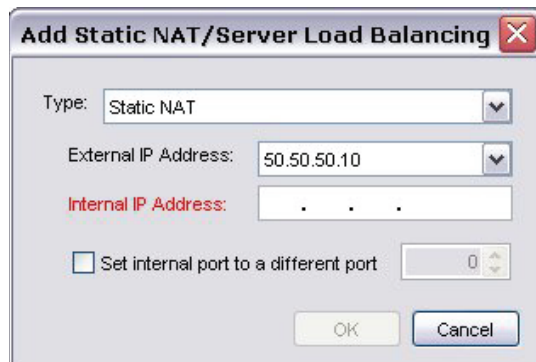 Add Static NAT/Server Load Balancing
Type: Static NAT
External IP Address: 50.50.50.10
Internal IP Address: . . .
Set internal port to a different port 0
OK Cancel